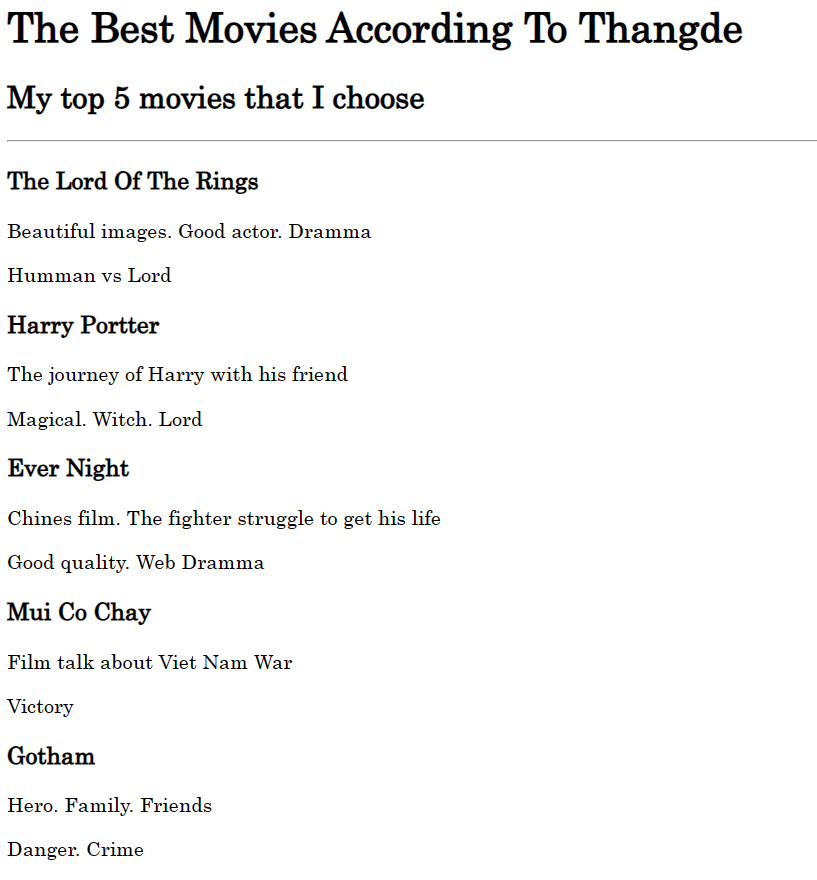 The Best Movies According To Thangde
My top 5 movies that I choose
The Lord Of The Rings
Beautiful images. Good actor. Dramma
Humman vs Lord
Harry Portter
The journey of Harry with his friend
Magical. Witch. Lord
Ever Night
Chines film. The fighter struggle to get his life
Good quality. Web Dramma
Mui Co Chay
Film talk about Viet Nam War
Victory
Gotham
Hero. Family. Friends
Danger. Crime